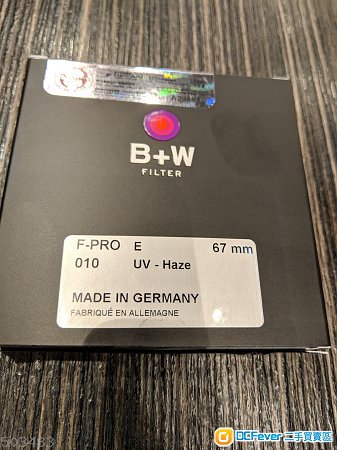 B+W
FILTER
F-PRO E 67 mm
010 UV - Haze
MADE IN GERMANY
FABRIQUÉ EN ALLEMAGNE
503483
DCFever 二手買賣區